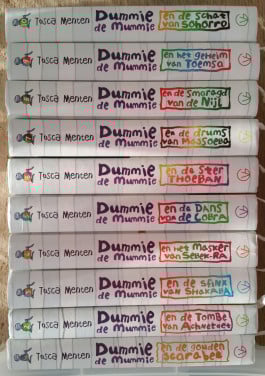 Tosca Menten
Dummie
de mummie
en de schat
van Sohorro
Tosca Menten
Dummie
de mummie
en het geheim
van Toemsa
Tosca Menten
Dummie
de mummie
en de Smaragd
van de Nijl
Tosca Menten
Dummie
de mummie
en de drums
van Massoeba
Tosca Menten
Dummie
de mummie
en de Ster
THOEBAN
Tosca Menten
Dummie
de mummie
en de DANS
van de CoBRA
Tosca Menten
Dummie
de mummie
en het Masker
van SEBEK-RA
Tosca Menten
Dummie
de mummie
en de SFINX
van SHAKABA
Tosca Menten
Dummie
de mummie
en de Tombe
van Achnetoet
Tosca Menten
Dummie
de mummie
en de gouden
scarabee